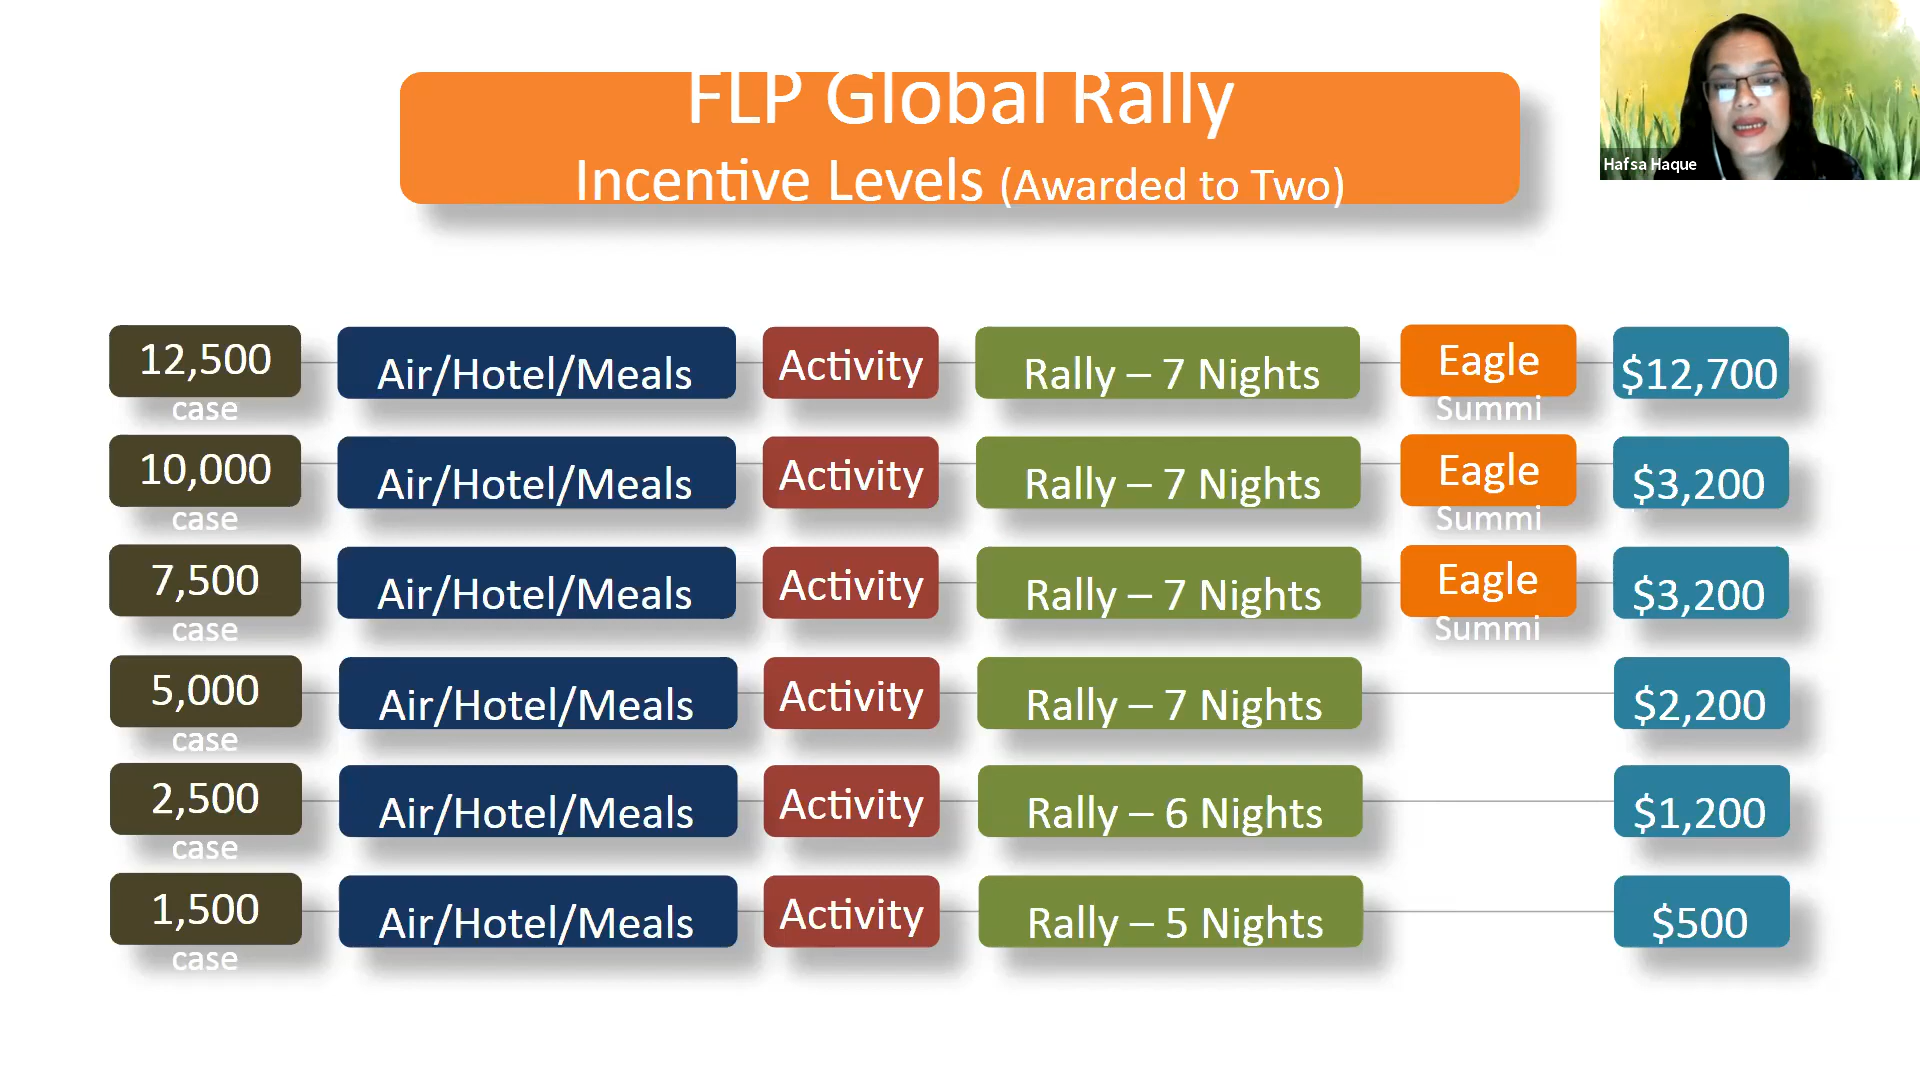 FLP Global Rally
Incentive Levels (Awarded to Two)
Hafsa Haque
12,500 case Air/Hotel/Meals Activity Rally – 7 Nights Eagle Summi $12,700
10,000 case Air/Hotel/Meals Activity Rally – 7 Nights Eagle Summi $3,200
7,500 case Air/Hotel/Meals Activity Rally – 7 Nights Eagle Summi $3,200
5,000 case Air/Hotel/Meals Activity Rally – 7 Nights $2,200
2,500 case Air/Hotel/Meals Activity Rally – 6 Nights $1,200
1,500 case Air/Hotel/Meals Activity Rally – 5 Nights $500